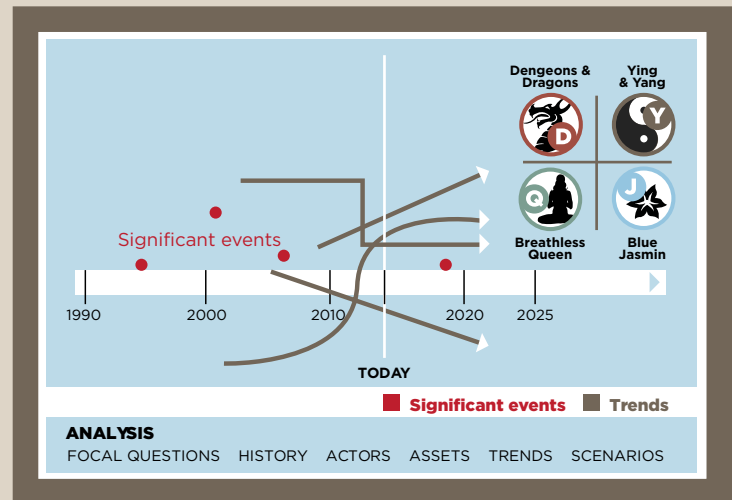 Dengeons &
Dragons
Ying
& Yang
D
Y
Q
J
Breathless
Queen
Blue
Jasmin
Significant events
1990 2000 2010 2020 2025
TODAY
Significant events Trends
ANALYSIS
FOCAL QUESTIONS HISTORY ACTORS ASSETS TRENDS SCENARIOS